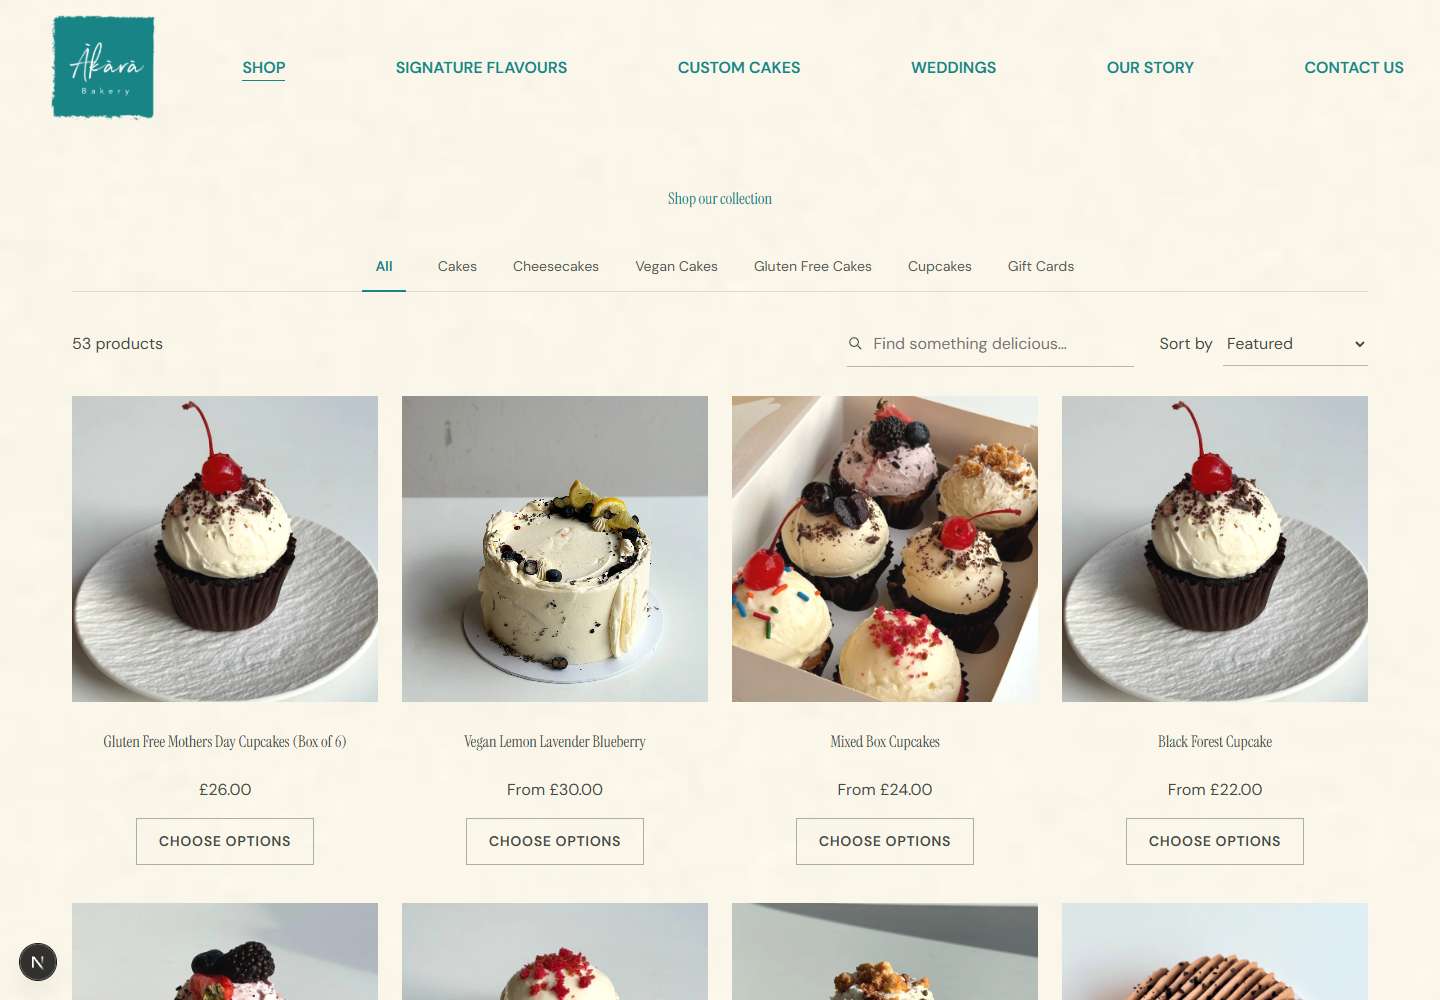 Àkàrà
Bakery
SHOP
SIGNATURE FLAVOURS
CUSTOM CAKES
WEDDINGS
OUR STORY
CONTACT US
Shop our collection
All
Cakes
Cheesecakes
Vegan Cakes
Gluten Free Cakes
Cupcakes
Gift Cards
53 products
Find something delicious...
Sort by
Featured
Gluten Free Mothers Day Cupcakes (Box of 6)
£26.00
CHOOSE OPTIONS
Vegan Lemon Lavender Blueberry
From £30.00
CHOOSE OPTIONS
Mixed Box Cupcakes
From £24.00
CHOOSE OPTIONS
Black Forest Cupcake
From £22.00
CHOOSE OPTIONS
N